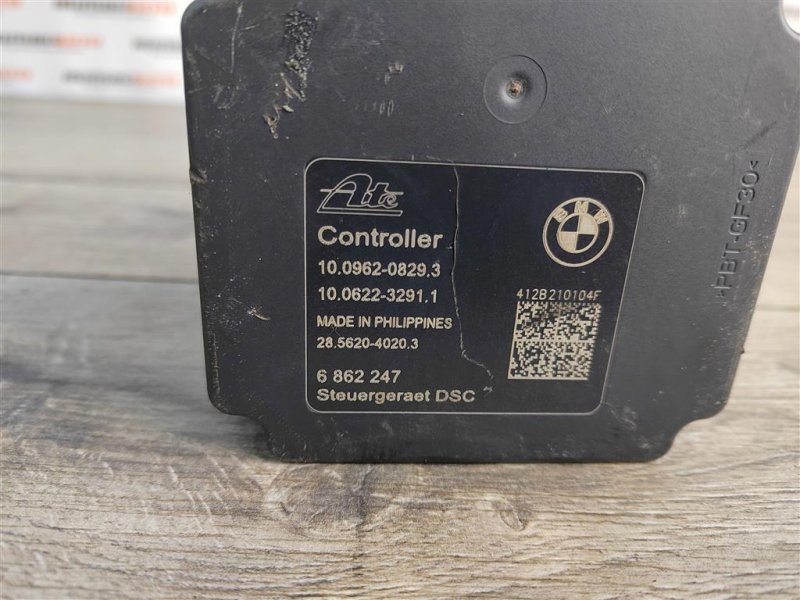 Ate
Controller
10.0962-0829.3
10.0622-3291.1
MADE IN PHILIPPINES
28.5620-4020.3
6 862 247
Steuergeraet DSC
BMW
412B210104F
>PBT-GF30<